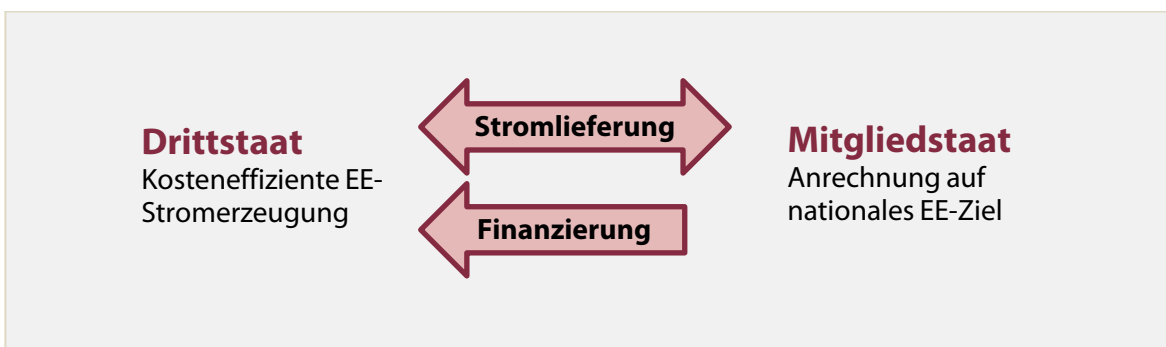 Drittstaat
Kosteneffiziente EE-
Stromerzeugung
Stromlieferung
Finanzierung
Mitgliedstaat
Anrechnung auf
nationales EE-Ziel